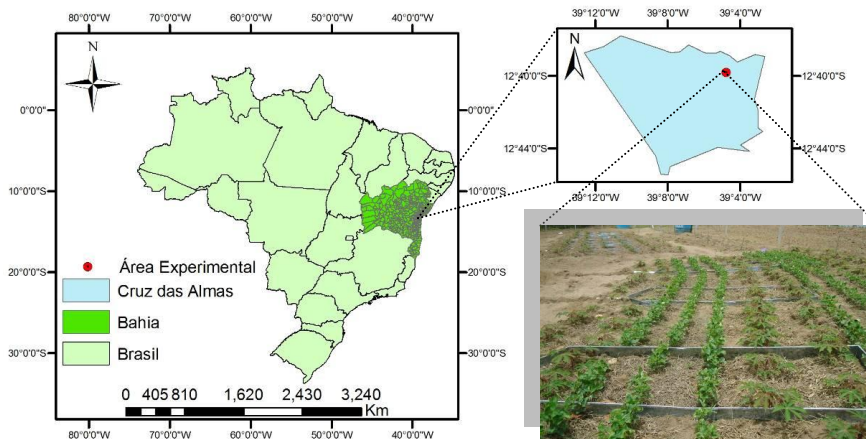 80°0'0"W 70°0'0"W 60°0'0"W 50°0'0"W 40°0'0"W
N
0°0'0" 0°0'0"
10°0'0"S 10°0'0"S
20°0'0"S 20°0'0"S
30°0'0"S 30°0'0"S
Área Experimental
Cruz das Almas
Bahia
Brasil
0 405 810 1,620 2,430 3,240
Km
80°0'0"W 70°0'0"W 60°0'0"W 50°0'0"W 40°0'0"W
39°12'0"W 39°8'0"W 39°4'0"W
N
12°40'0"S 12°40'0"S
12°44'0"S 12°44'0"S
39°12'0"W 39°8'0"W 39°4'0"W